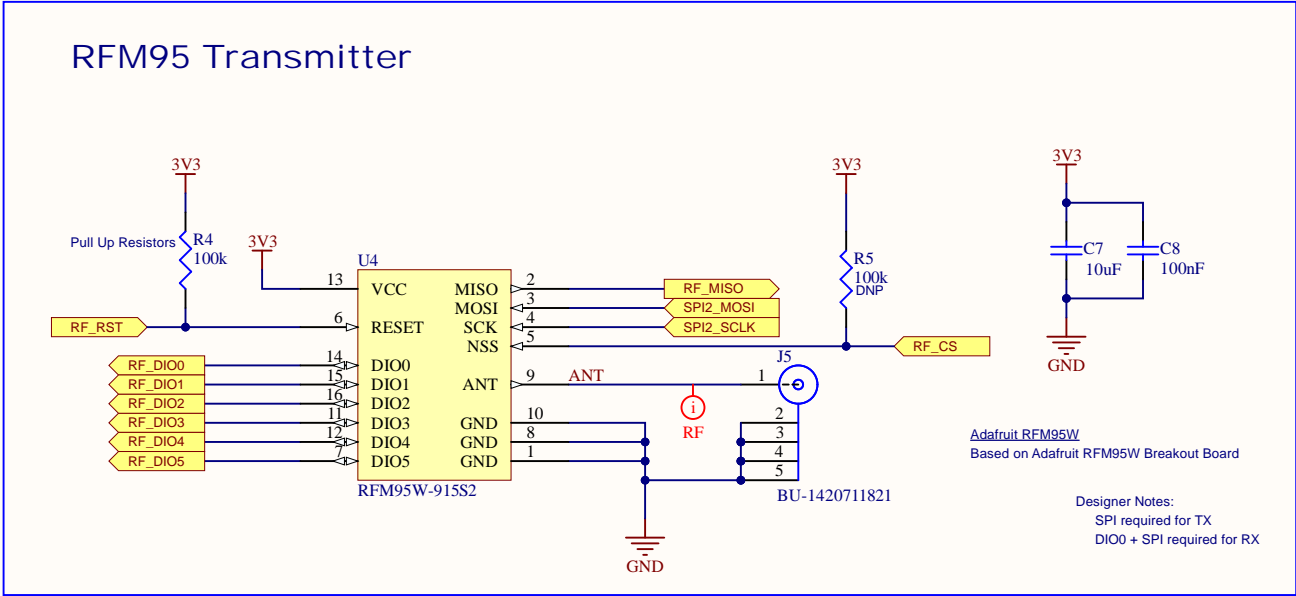 RFM95 Transmitter
3V3
3V3
3V3
3V3
Pull Up Resistors
R4
100k
R5
100k
DNP
C7
10uF
C8
100nF
GND
U4
13 VCC MISO 2 RF_MISO
MOSI 3 SPI2_MOSI
RF_RST 6 RESET SCK 4 SPI2_SCLK
NSS 5 RF_CS
RF_DIO0 14 DIO0
RF_DIO1 15 DIO1 ANT 9 ANT
RF_DIO2 16 DIO2
RF_DIO3 11 DIO3 GND 10
RF_DIO4 12 DIO4 GND 8
RF_DIO5 7 DIO5 GND 1
RFM95W-915S2
i
RF
J5
1
2
3
4
5
BU-1420711821
GND
Adafruit RFM95W
Based on Adafruit RFM95W Breakout Board
Designer Notes:
SPI required for TX
DIO0 + SPI required for RX